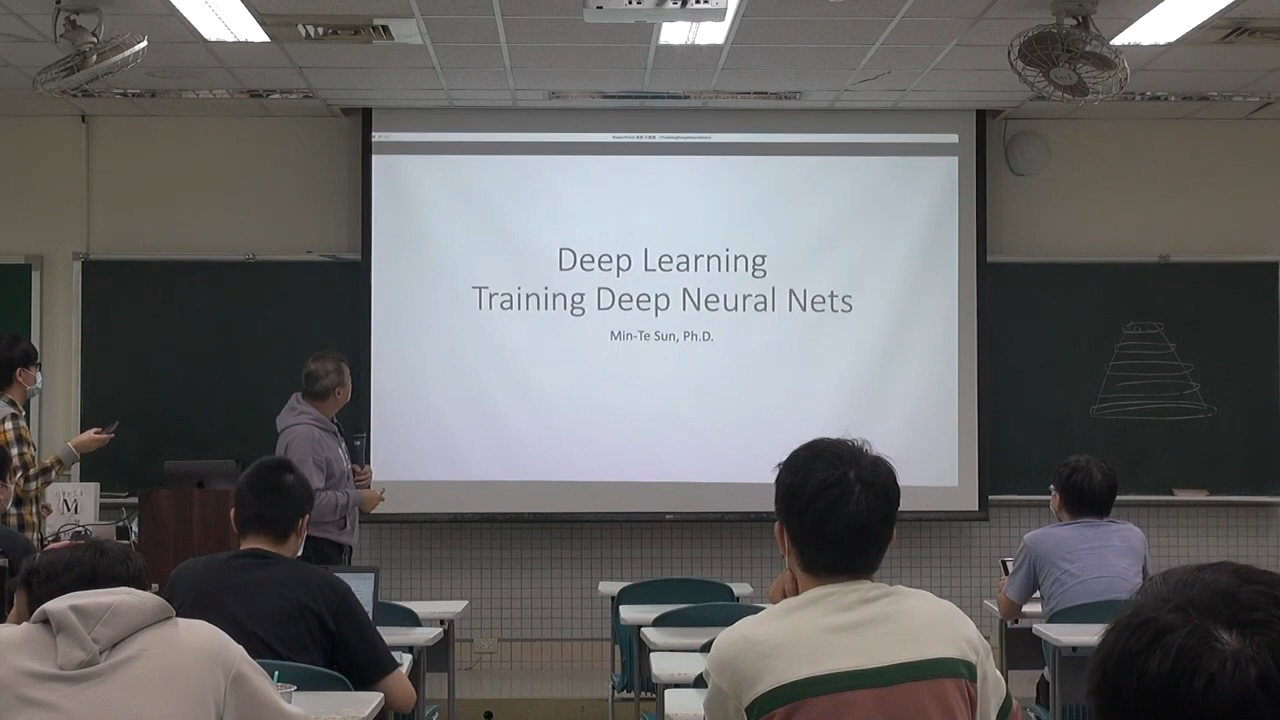 Deep Learning
Training Deep Neural Nets
Min-Te Sun, Ph.D.
M